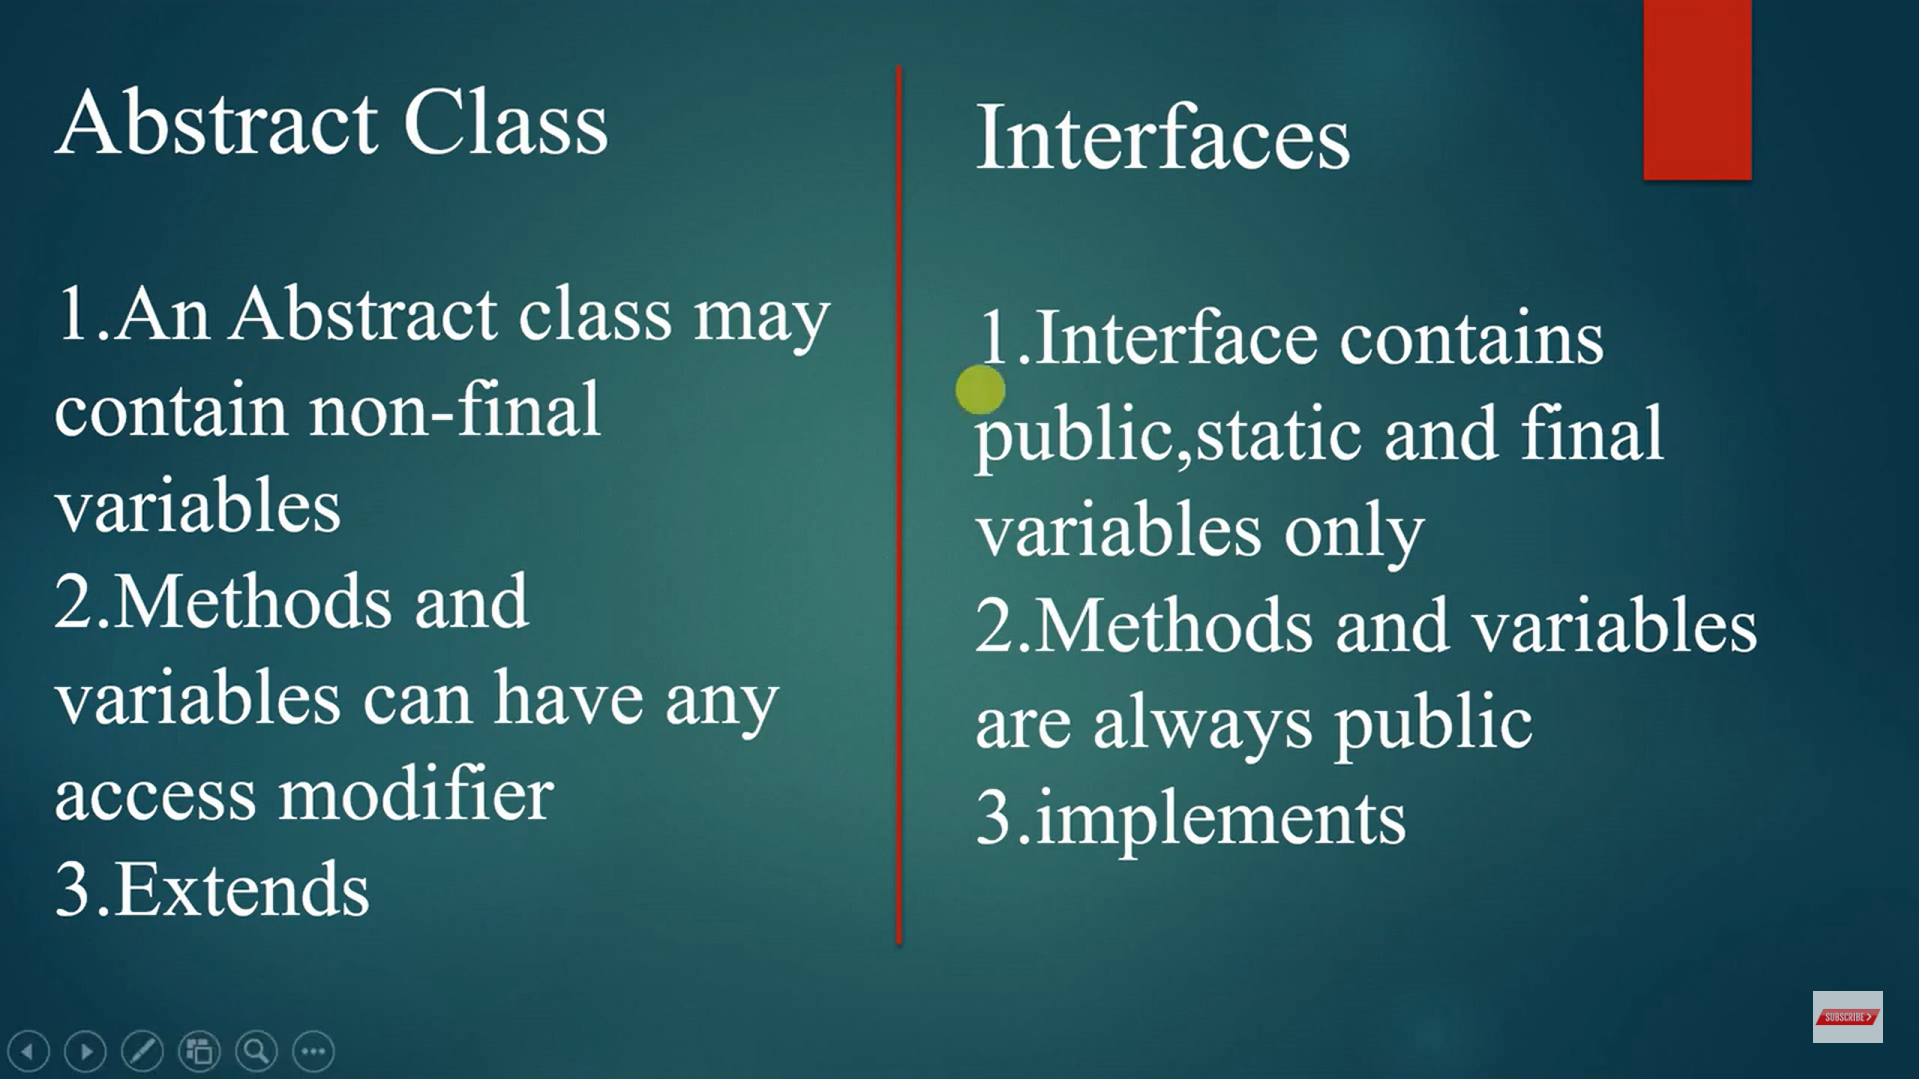 Abstract Class
1.An Abstract class may
contain non-final
variables
2.Methods and
variables can have any
access modifier
3.Extends
Interfaces
1.Interface contains
public,static and final
variables only
2.Methods and variables
are always public
3.implements
SUBSCRIBE